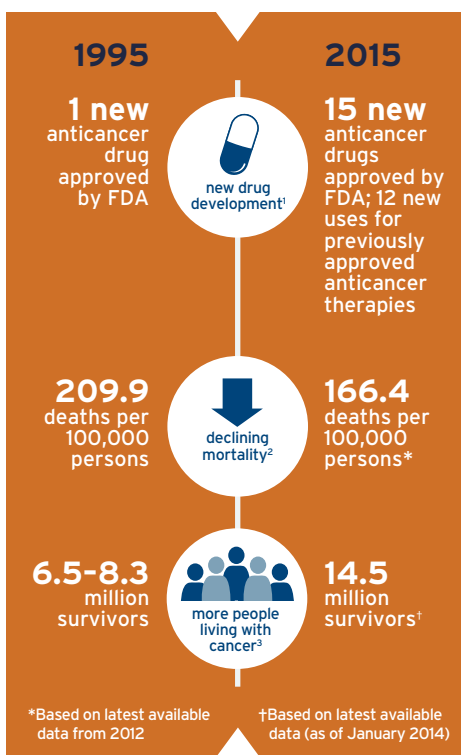 1995
2015
1 new
anticancer
drug
approved
by FDA
new drug
development¹
15 new
anticancer
drugs
approved by
FDA; 12 new
uses for
previously
approved
anticancer
therapies
209.9
deaths per
100,000
persons
declining
mortality²
166.4
deaths per
100,000
persons*
6.5-8.3
million
survivors
more people
living with
cancer³
14.5
million
survivors†
*Based on latest available
data from 2012
†Based on latest available
data (as of January 2014)